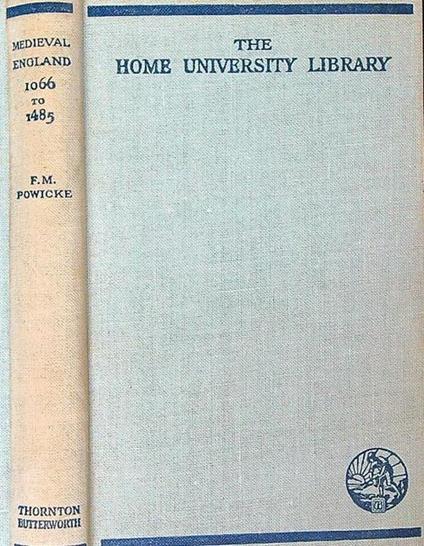 MEDIEVAL
ENGLAND
1066
TO
1485
F.M.
POWICKE
THORNTON
BUTTERWORTH
THE
HOME UNIVERSITY LIBRARY